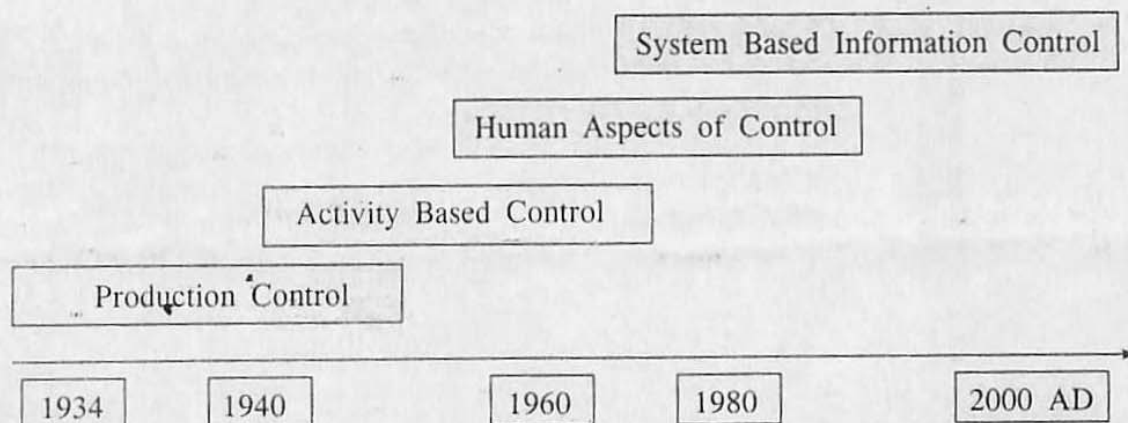 System Based Information Control
Human Aspects of Control
Activity Based Control
Production Control
1934 1940 1960 1980 2000 AD